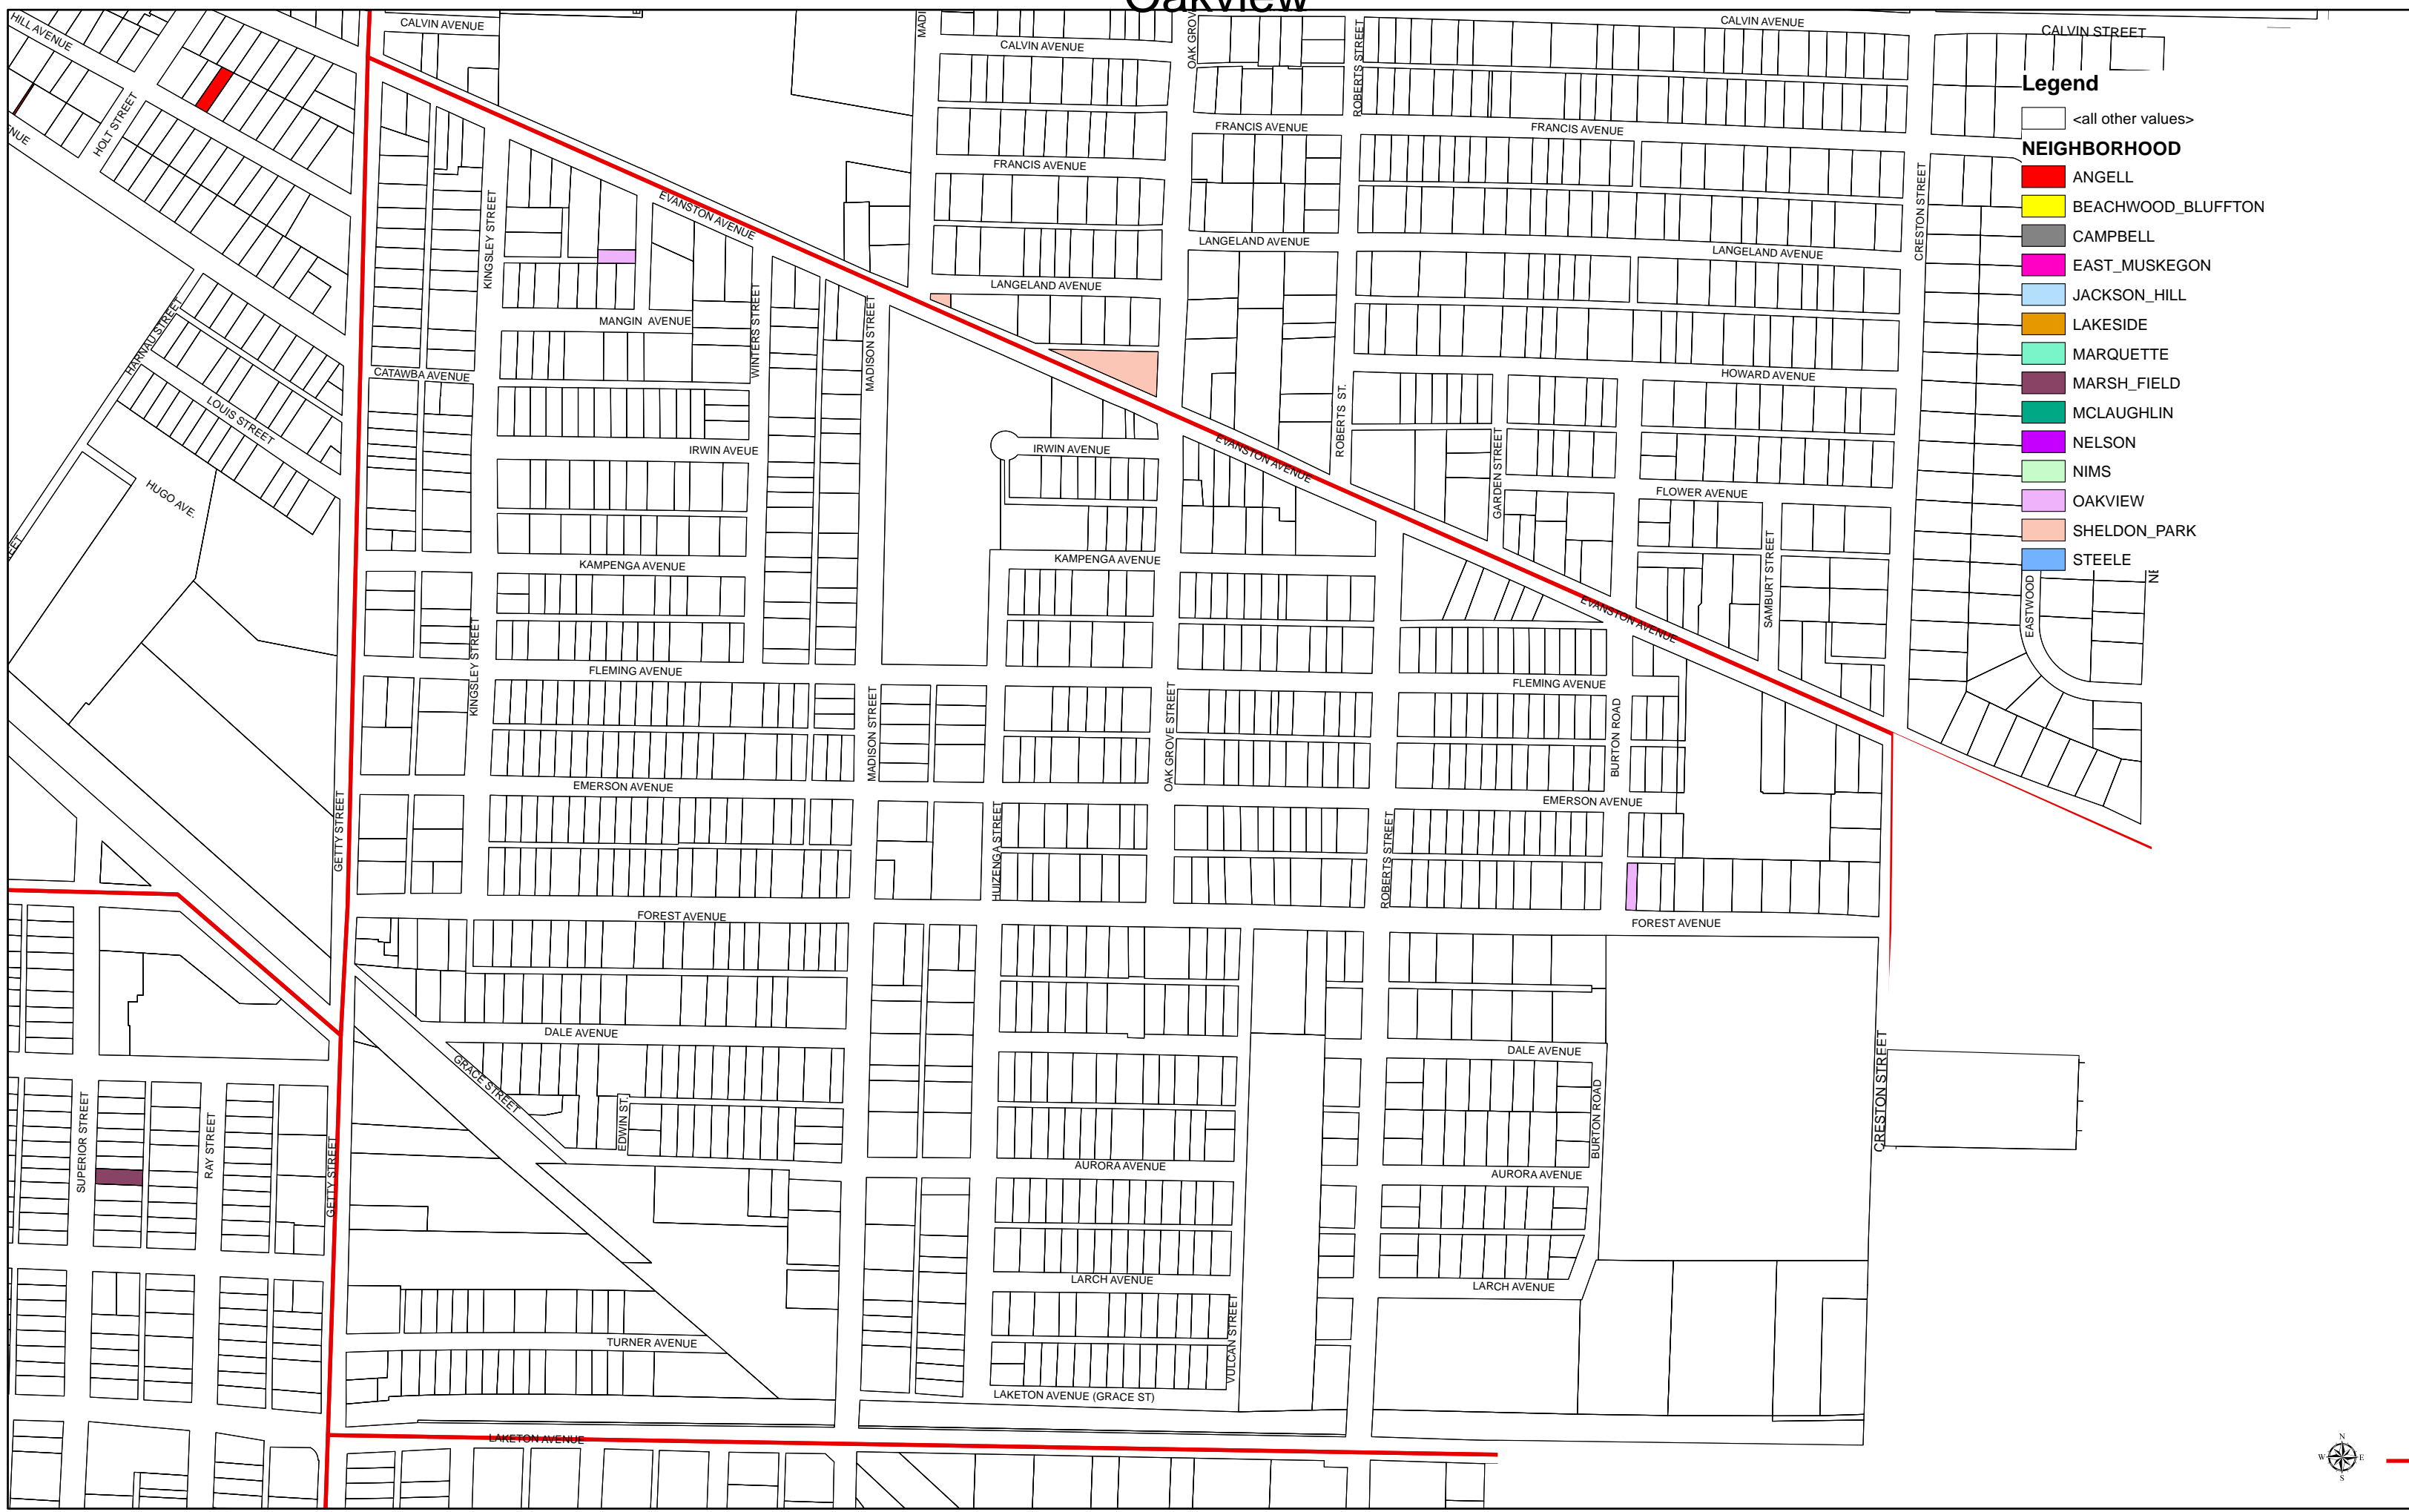 Oakview
CALVIN AVENUE
CALVIN AVENUE
CALVIN AVENUE
CALVIN STREET
HILL AVENUE
HOLT STREET
OAK GROVE
ROBERTS STREET
FRANCIS AVENUE
FRANCIS AVENUE
FRANCIS AVENUE
EVANSTON AVENUE
KINGSLEY STREET
LANGELAND AVENUE
LANGELAND AVENUE
LANGELAND AVENUE
CRESTON STREET
MANGIN AVENUE
WINTERS STREET
MADISON STREET
HARNAU STREET
CATAWBA AVENUE
HOWARD AVENUE
LOUIS STREET
HUGO AVE.
IRWIN AVEUE
IRWIN AVENUE
EVANSTON AVENUE
ROBERTS ST.
GARDEN STREET
FLOWER AVENUE
KAMPENGA AVENUE
KAMPENGA AVENUE
SAMBURT STREET
EVANSTON AVENUE
EASTWOOD
NE
KINGSLEY STREET
FLEMING AVENUE
FLEMING AVENUE
MADISON STREET
OAK GROVE STREET
BURTON ROAD
EMERSON AVENUE
EMERSON AVENUE
GETTY STREET
HUIZENGA STREET
ROBERTS STREET
FOREST AVENUE
FOREST AVENUE
DALE AVENUE
DALE AVENUE
GRACE STREET
EDWIN ST.
BURTON ROAD
CRESTON STREET
SUPERIOR STREET
RAY STREET
GETTY STREET
AURORA AVENUE
AURORA AVENUE
LARCH AVENUE
LARCH AVENUE
TURNER AVENUE
VULCAN STREET
LAKETON AVENUE (GRACE ST)
LAKETON AVENUE
Legend
<all other values>
NEIGHBORHOOD
ANGELL
BEACHWOOD_BLUFFTON
CAMPBELL
EAST_MUSKEGON
JACKSON_HILL
LAKESIDE
MARQUETTE
MARSH_FIELD
MCLAUGHLIN
NELSON
NIMS
OAKVIEW
SHELDON_PARK
STEELE
N
W E
S